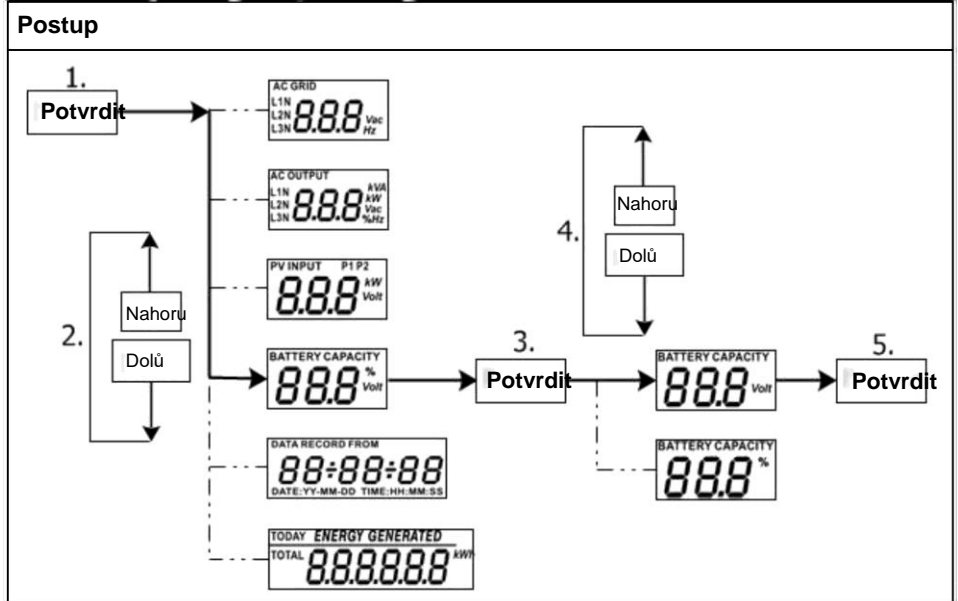 Postup
1.
Potvrdit
AC GRID
L1N
L2N
L3N
8.8.8
Vac
Hz
AC OUTPUT
L1N
L2N
L3N
8.8.8
kVA
kW
Vac
%Hz
PV INPUT P1 P2
8.8.8
kW
Volt
2.
Nahoru
Dolů
BATTERY CAPACITY
88.8
%
Volt
3.
Potvrdit
4.
Nahoru
Dolů
BATTERY CAPACITY
88.8
Volt
5.
Potvrdit
BATTERY CAPACITY
88.8
%
DATA RECORD FROM
88:88:88
DATE:YY-MM-DD TIME:HH:MM:SS
TODAY ENERGY GENERATED
TOTAL 8.8.8.8.8.8 kWh